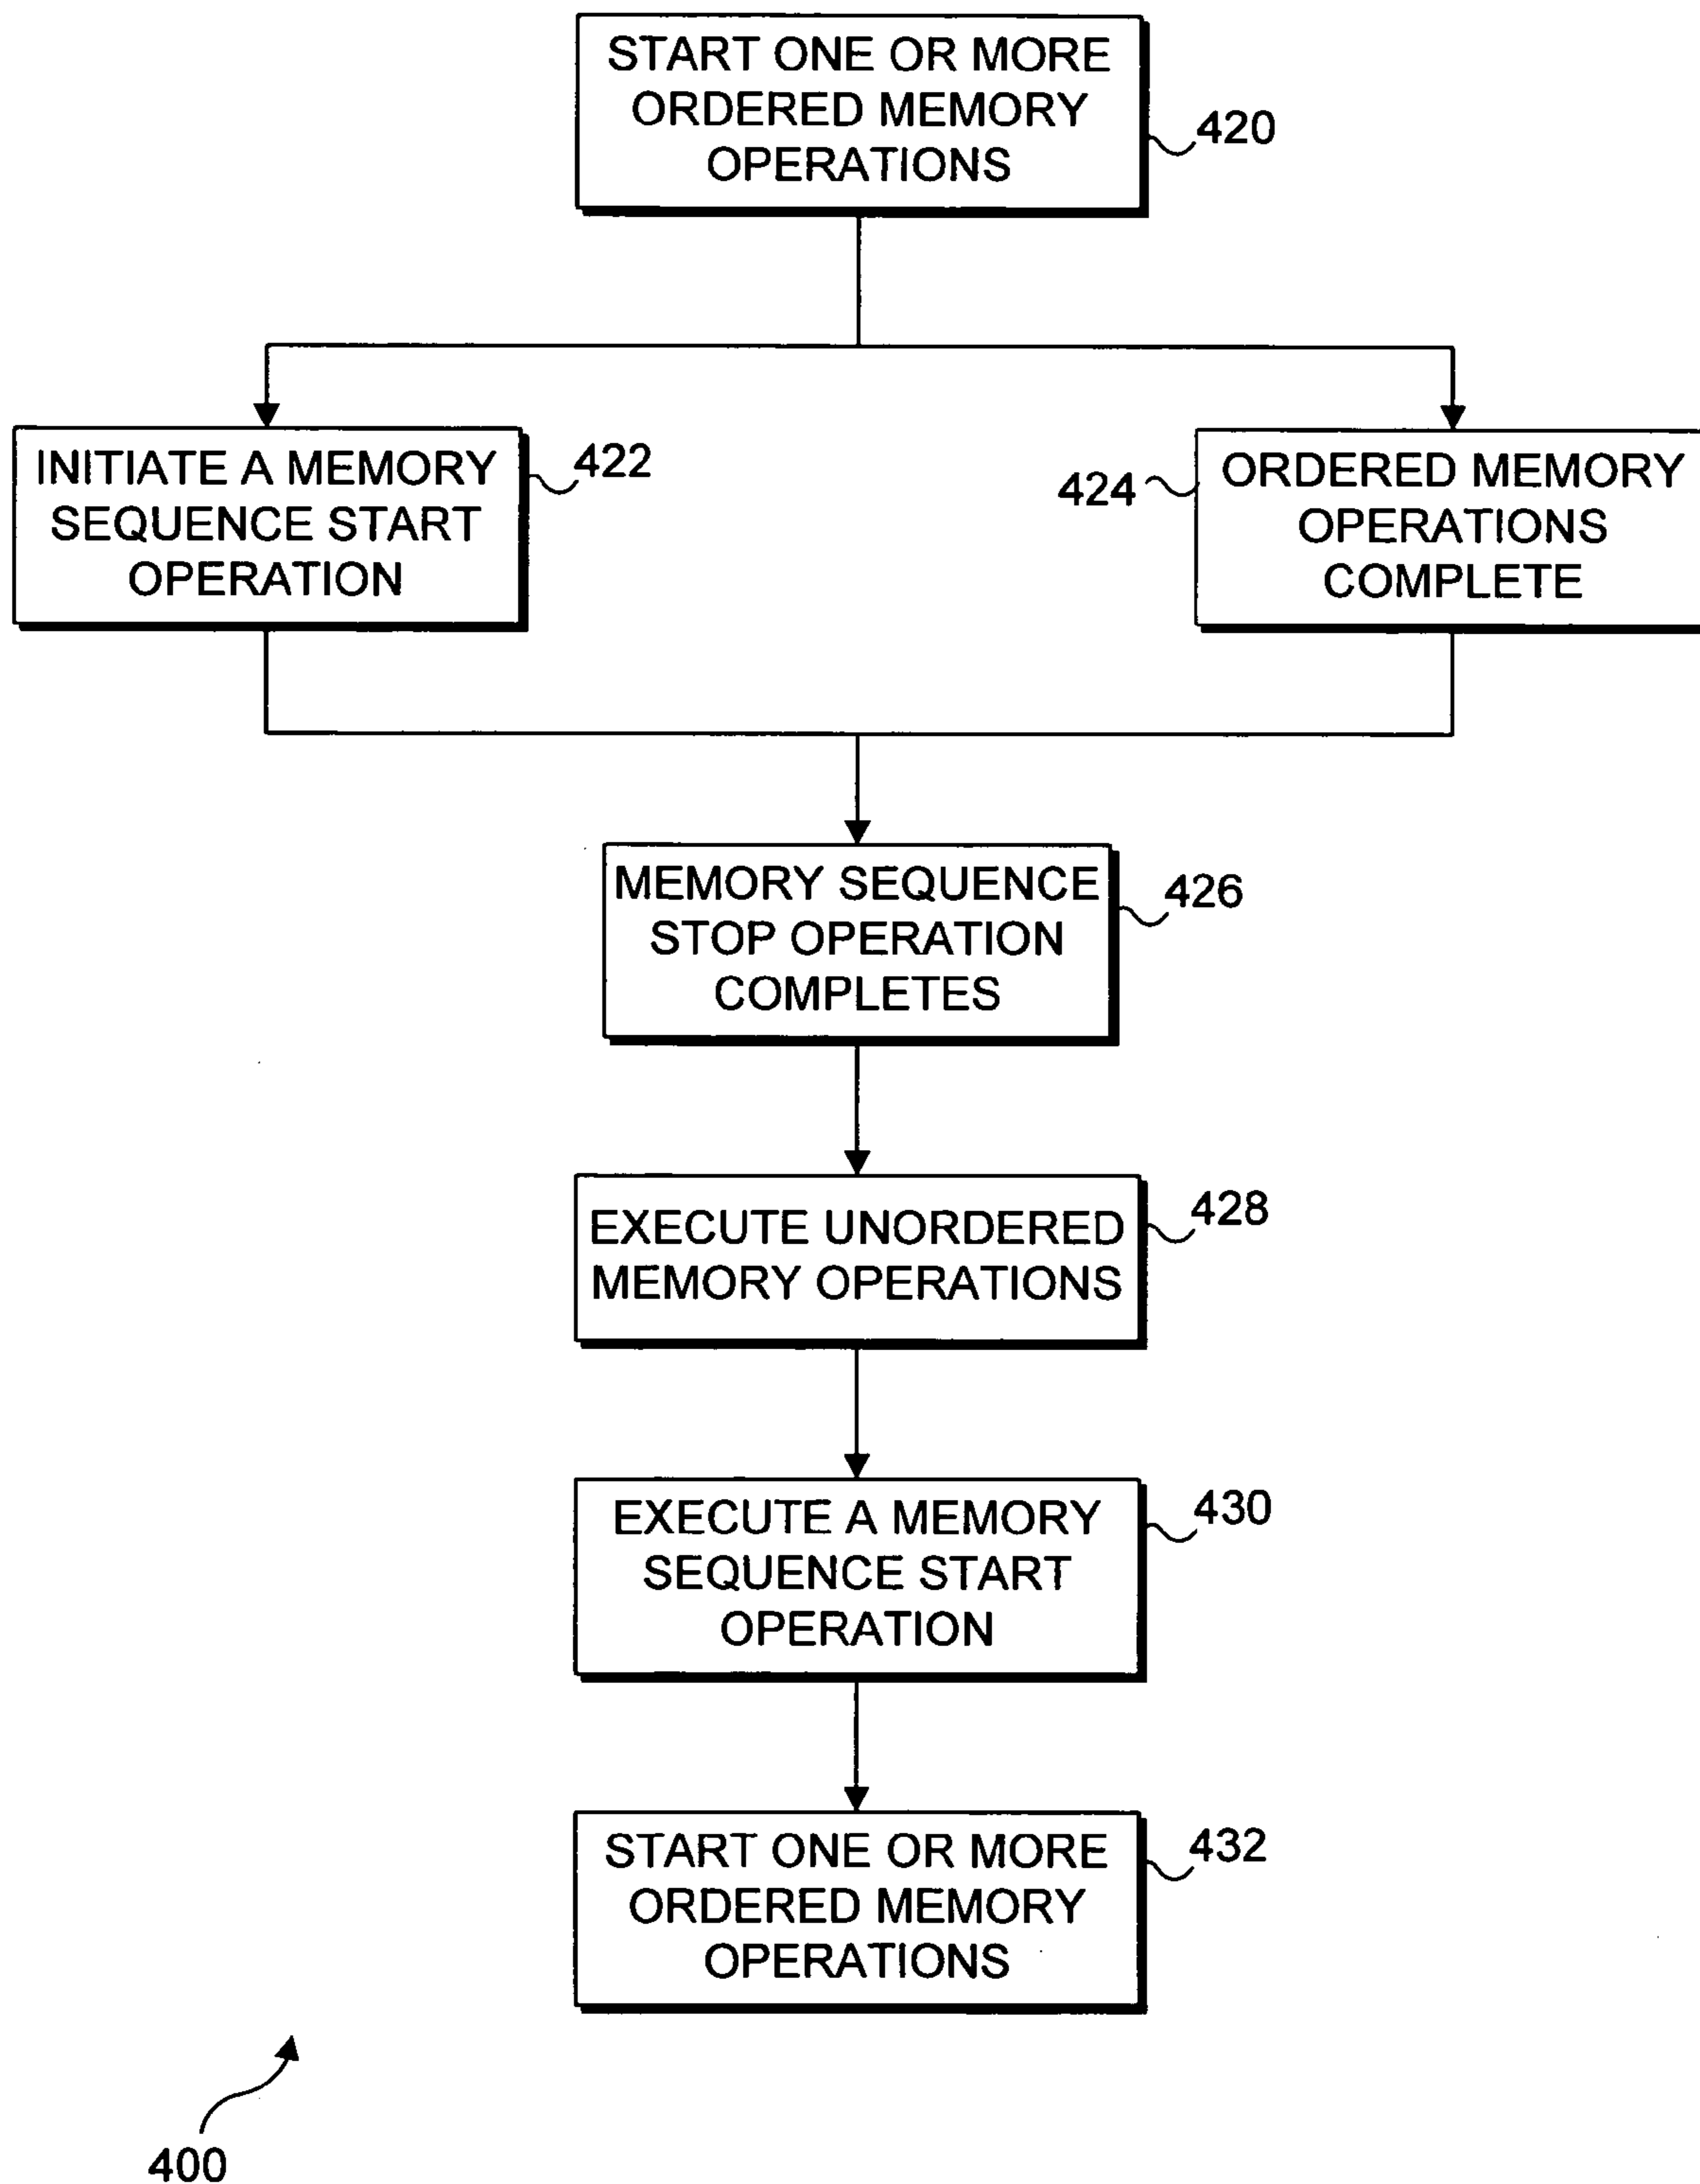 START ONE OR MORE
ORDERED MEMORY
OPERATIONS
420
INITIATE A MEMORY
SEQUENCE START
OPERATION
422
424
ORDERED MEMORY
OPERATIONS
COMPLETE
MEMORY SEQUENCE
STOP OPERATION
COMPLETES
426
EXECUTE UNORDERED
MEMORY OPERATIONS
428
EXECUTE A MEMORY
SEQUENCE START
OPERATION
430
START ONE OR MORE
ORDERED MEMORY
OPERATIONS
432
400